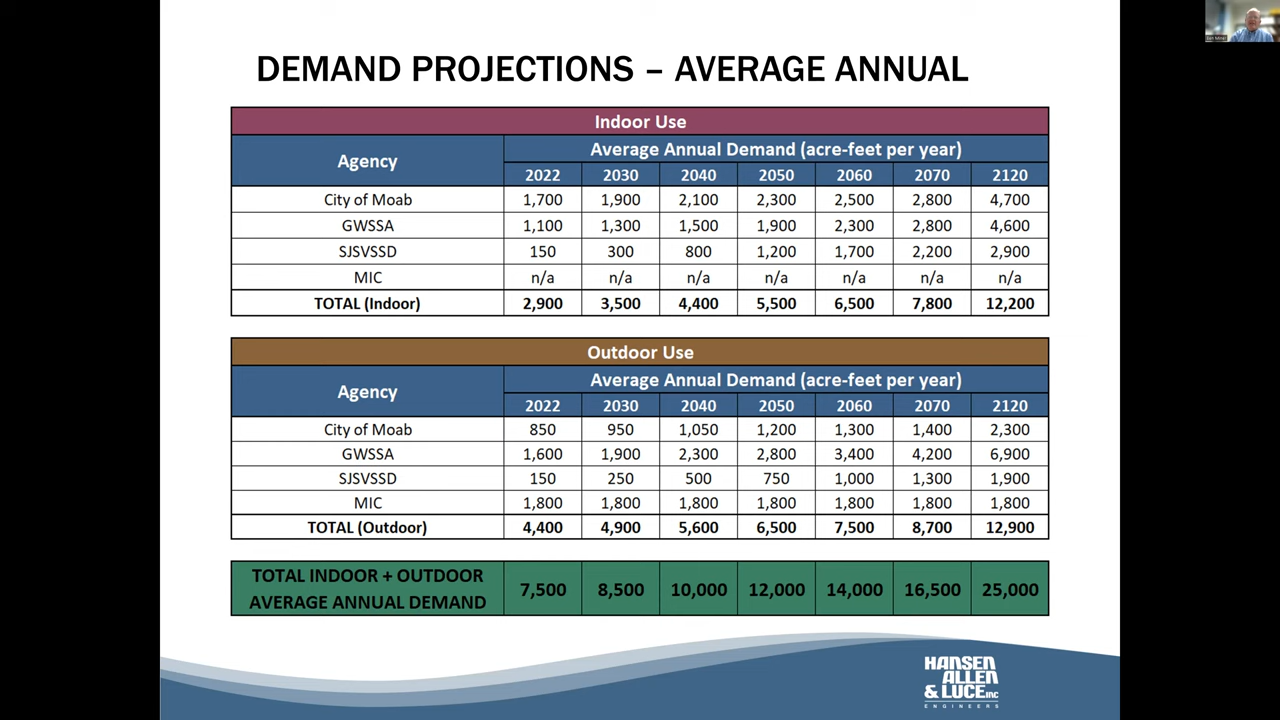 DEMAND PROJECTIONS – AVERAGE ANNUAL
Indoor Use
Agency
Average Annual Demand (acre-feet per year)
2022 2030 2040 2050 2060 2070 2120
City of Moab 1,700 1,900 2,100 2,300 2,500 2,800 4,700
GWSSA 1,100 1,300 1,500 1,900 2,300 2,800 4,600
SJSVSSD 150 300 800 1,200 1,700 2,200 2,900
MIC n/a n/a n/a n/a n/a n/a n/a
TOTAL (Indoor) 2,900 3,500 4,400 5,500 6,500 7,800 12,200
Outdoor Use
Agency
Average Annual Demand (acre-feet per year)
2022 2030 2040 2050 2060 2070 2120
City of Moab 850 950 1,050 1,200 1,300 1,400 2,300
GWSSA 1,600 1,900 2,300 2,800 3,400 4,200 6,900
SJSVSSD 150 250 500 750 1,000 1,300 1,900
MIC 1,800 1,800 1,800 1,800 1,800 1,800 1,800
TOTAL (Outdoor) 4,400 4,900 5,600 6,500 7,500 8,700 12,900
TOTAL INDOOR + OUTDOOR
AVERAGE ANNUAL DEMAND
7,500 8,500 10,000 12,000 14,000 16,500 25,000
HANSEN
ALLEN
& LUCE INC
ENGINEERS